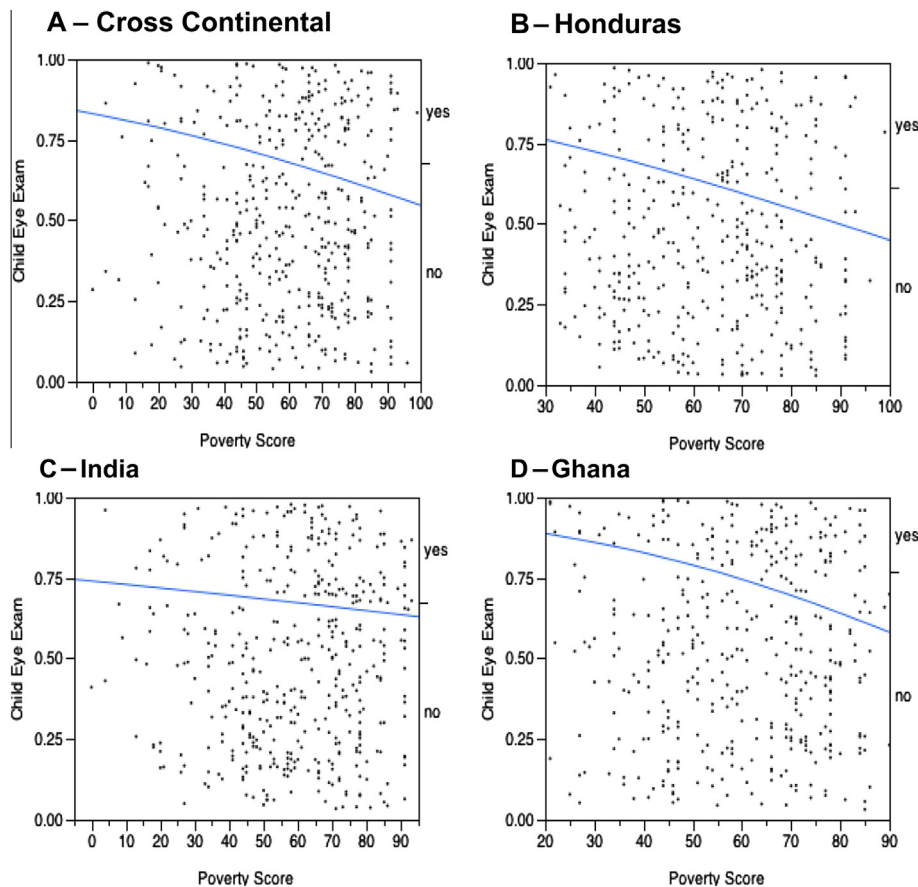 A – Cross Continental
1.00
0.75
0.50
0.25
0.00
Child Eye Exam
yes
no
0 10 20 30 40 50 60 70 80 90 100
Poverty Score
B – Honduras
1.00
0.75
0.50
0.25
0.00
Child Eye Exam
yes
no
30 40 50 60 70 80 90 100
Poverty Score
C – India
1.00
0.75
0.50
0.25
0.00
Child Eye Exam
yes
no
0 10 20 30 40 50 60 70 80 90
Poverty Score
D – Ghana
1.00
0.75
0.50
0.25
0.00
Child Eye Exam
yes
no
20 30 40 50 60 70 80 90
Poverty Score